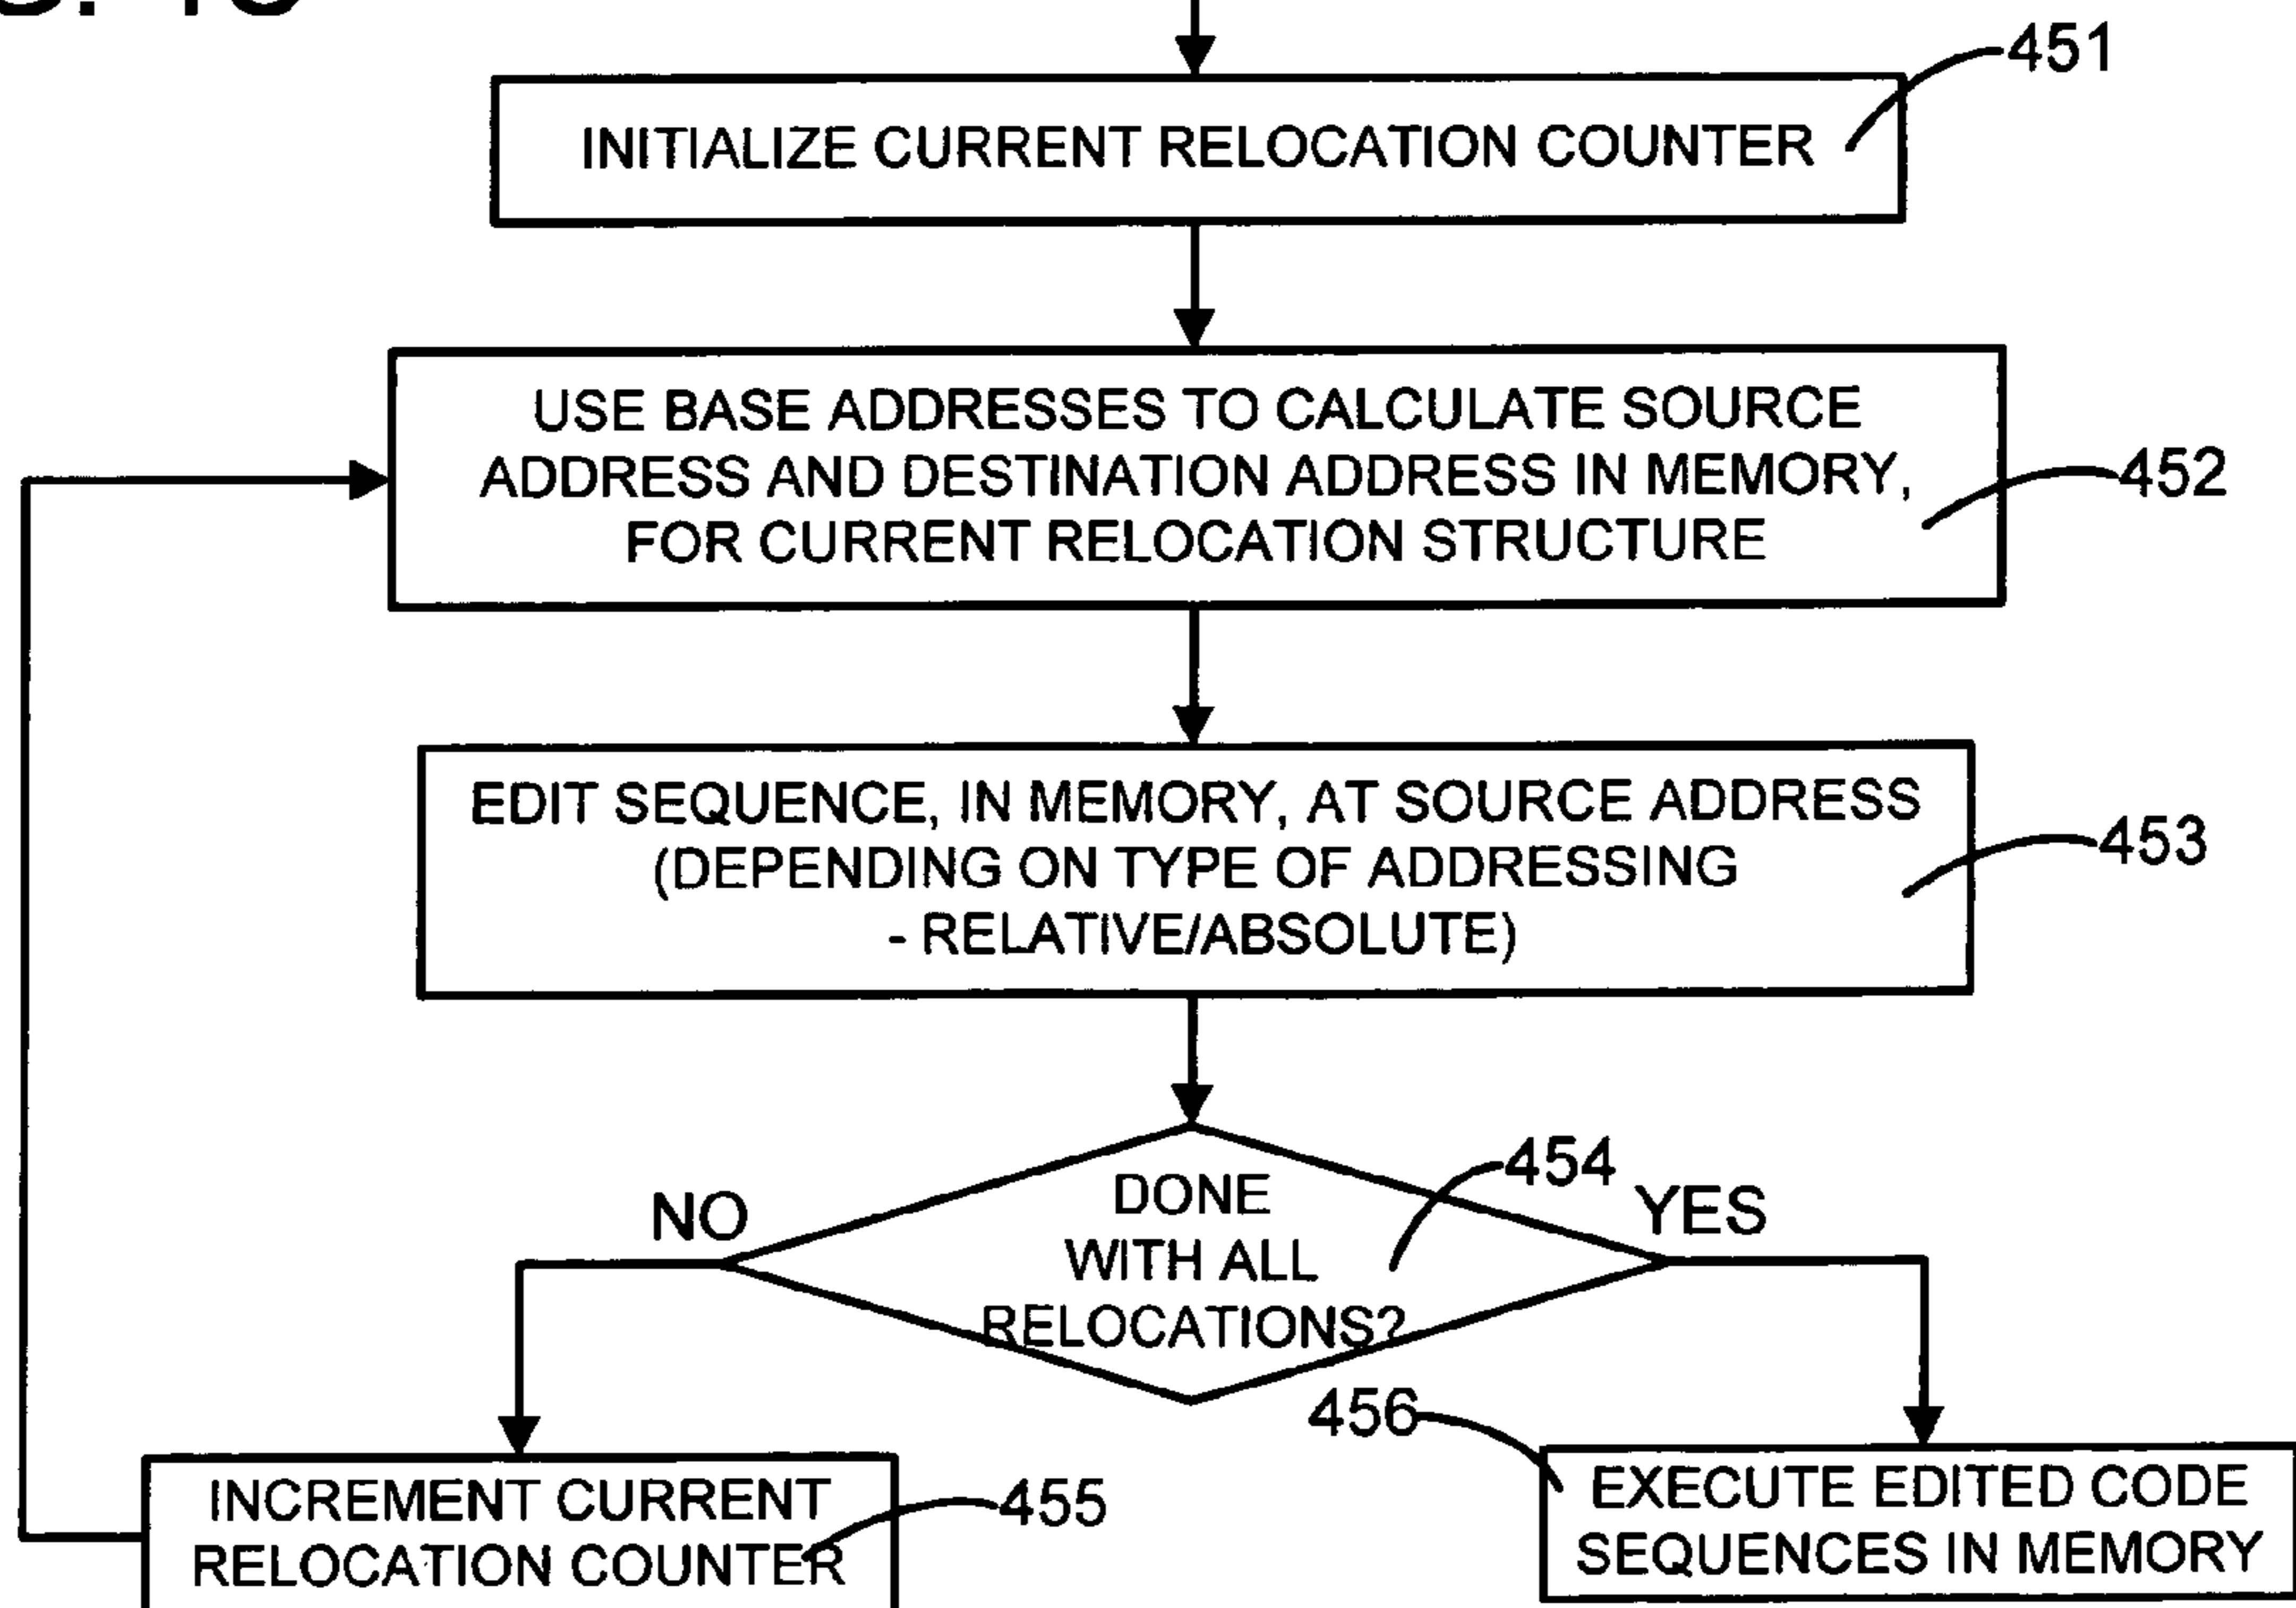 451
INITIALIZE CURRENT RELOCATION COUNTER
USE BASE ADDRESSES TO CALCULATE SOURCE
ADDRESS AND DESTINATION ADDRESS IN MEMORY,
FOR CURRENT RELOCATION STRUCTURE
452
EDIT SEQUENCE, IN MEMORY, AT SOURCE ADDRESS
(DEPENDING ON TYPE OF ADDRESSING
- RELATIVE/ABSOLUTE)
453
DONE
WITH ALL
RELOCATIONS?
454
NO
YES
456
INCREMENT CURRENT
RELOCATION COUNTER
455
EXECUTE EDITED CODE
SEQUENCES IN MEMORY